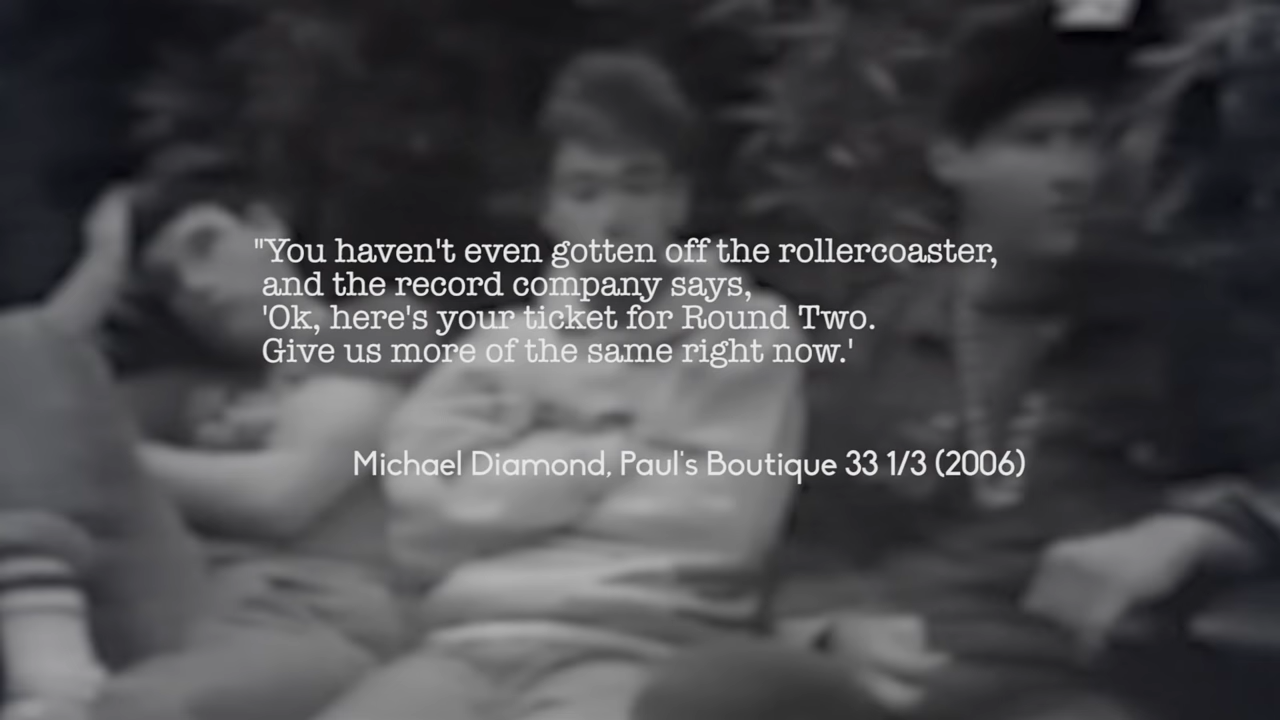 "You haven't even gotten off the rollercoaster,
and the record company says,
'Ok, here's your ticket for Round Two.
Give us more of the same right now.'
Michael Diamond, Paul's Boutique 33 1/3 (2006)